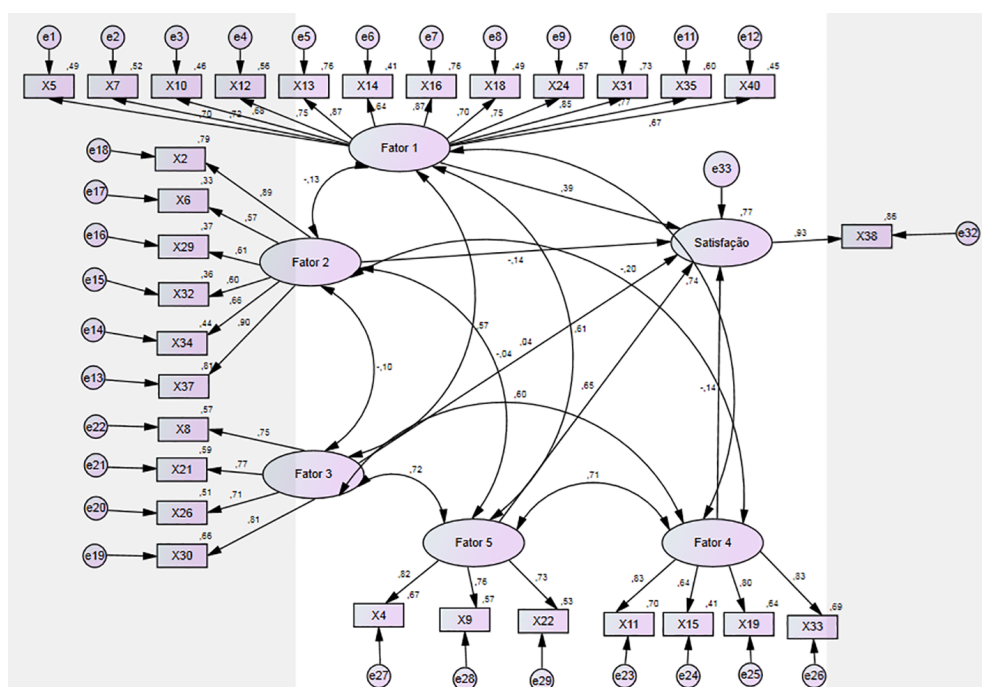 e1 e2 e3 e4 e5 e6 e7 e8 e9 e10 e11 e12
,49 ,52 ,46 ,56 ,76 ,41 ,76 ,49 ,57 ,73 ,60 ,45
X5 X7 X10 X12 X13 X14 X16 X18 X24 X31 X35 X40
,70 ,72 ,68 ,75 ,87 ,64 ,87 ,70 ,75 ,85 ,77 ,67
Fator 1
e18 X2 ,79 ,89
e17 X6 ,33 ,57
e16 X29 ,37 ,61
e15 X32 ,36 ,60
e14 X34 ,44 ,66
e13 X37 ,81 ,90
Fator 2
-,13
,39
e33
,77
Satisfação
,93
,86
X38
e32
-,14
-,20
,74
,57
,61
,04
-,04
-,10
,65
-,14
,60
e22 X8 ,57 ,75
e21 X21 ,59 ,77
e20 X26 ,51 ,71
e19 X30 ,66 ,81
Fator 3
,72
,71
Fator 5
Fator 4
,82 ,76 ,73 ,83 ,64 ,80 ,83
,67 ,57 ,53 ,70 ,41 ,64 ,69
X4 X9 X22 X11 X15 X19 X33
e27 e28 e29 e23 e24 e25 e26